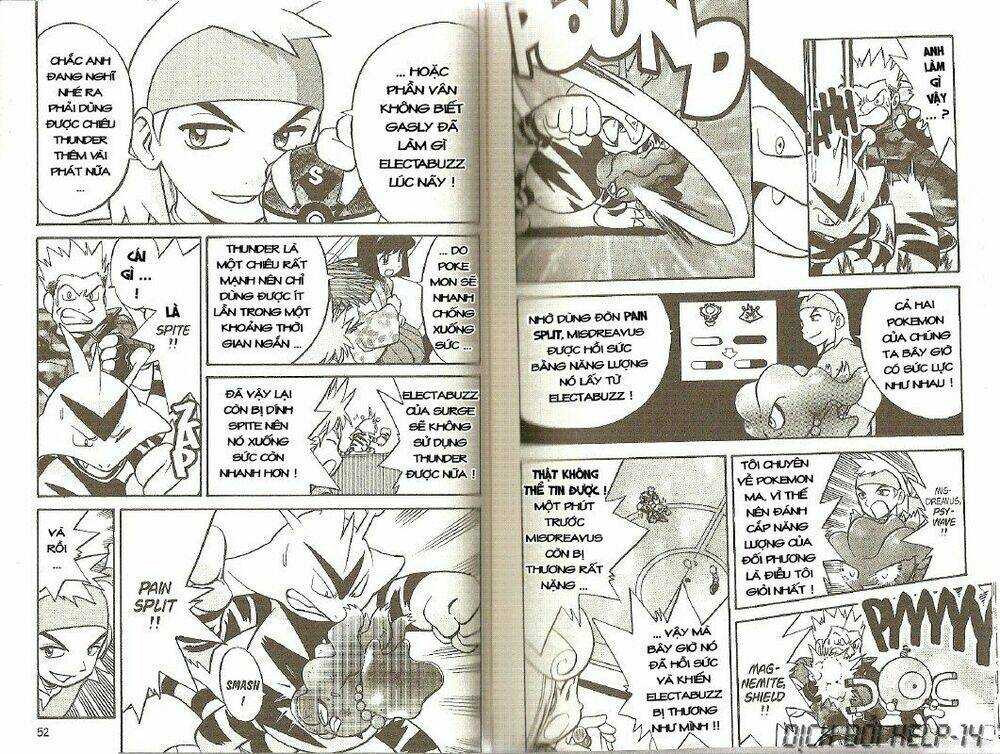 CHẮC ANH
ĐANG NGHĨ
NHÉ RA
PHẢI DÙNG
ĐƯỢC CHIÊU
THUNDER
THÊM VÀI
PHÁT NỮA
...
... HOẶC
PHÂN VÂN
KHÔNG BIẾT
GASLY ĐÃ
LÀM GÌ
ELECTABUZZ
LÚC NÃY !
S
CÁI
GÌ ...
!
LÀ
SPITE
!!
ZAP
THUNDER LÀ
MỘT CHIÊU RẤT
MẠNH NÊN CHỈ
DÙNG ĐƯỢC ÍT
LẦN TRONG MỘT
KHOẢNG THỜI
GIAN NGẮN ...
... DO
POKE
MON SẼ
NHANH
CHỐNG
XUỐNG
SỨC ...
ĐÃ VẬY LẠI
CÒN BỊ DÍNH
SPITE NÊN
NÓ XUỐNG
SỨC CÒN
NHANH HƠN !
ELECTABUZZ
CỦA SURGE
SẼ KHÔNG
SỬ DỤNG
THUNDER
ĐƯỢC NỮA !
VÀ
RỒI
...
PAIN
SPLIT
!!
SMASH
!
52
POUND
ANH
LÀM
GÌ
VẬY
... ?
NHỜ DÙNG ĐÒN PAIN
SPLIT, MISDREAVUS
ĐƯỢC HỒI SỨC
BẰNG NĂNG LƯỢNG
NÓ LẤY TỪ
ELECTABUZZ !
CẢ HAI
POKEMON
CỦA CHÚNG
TA BÂY GIỜ
CÓ SỨC LỰC
NHƯ NHAU !
THẬT KHÔNG
THỂ TIN ĐƯỢC !
MỘT PHÚT
TRƯỚC
MISDREAVUS
CÒN BỊ
THƯƠNG RẤT
NẶNG ...
... VẬY MÀ
BÂY GIỜ NÓ
ĐÃ HỒI SỨC
VÀ KHIẾN
ELECTABUZZ
BỊ THƯƠNG
NHƯ MÌNH !!
TÔI CHUYÊN
VỀ POKEMON
MA. VÌ THẾ
NÊN ĐÁNH
CẮP NĂNG
LƯỢNG CỦA
ĐỐI PHƯƠNG
LÀ ĐIỀU TÔI
GIỎI NHẤT !
MIS-
DREAVUS,
PSY-
WAVE
!!
MAG-
NEMITE,
SHIELD
!!